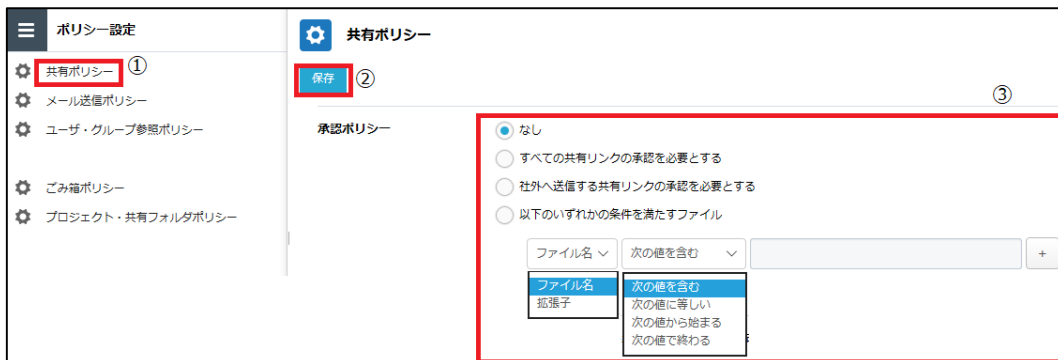 ポリシー設定
共有ポリシー ①
メール送信ポリシー
ユーザ・グループ参照ポリシー
ごみ箱ポリシー
プロジェクト・共有フォルダポリシー
共有ポリシー
保存 ②
③
承認ポリシー
なし
すべての共有リンクの承認を必要とする
社外へ送信する共有リンクの承認を必要とする
以下のいずれかの条件を満たすファイル
ファイル名 次の値を含む +
ファイル名
拡張子
次の値を含む
次の値に等しい
次の値から始まる
次の値で終わる